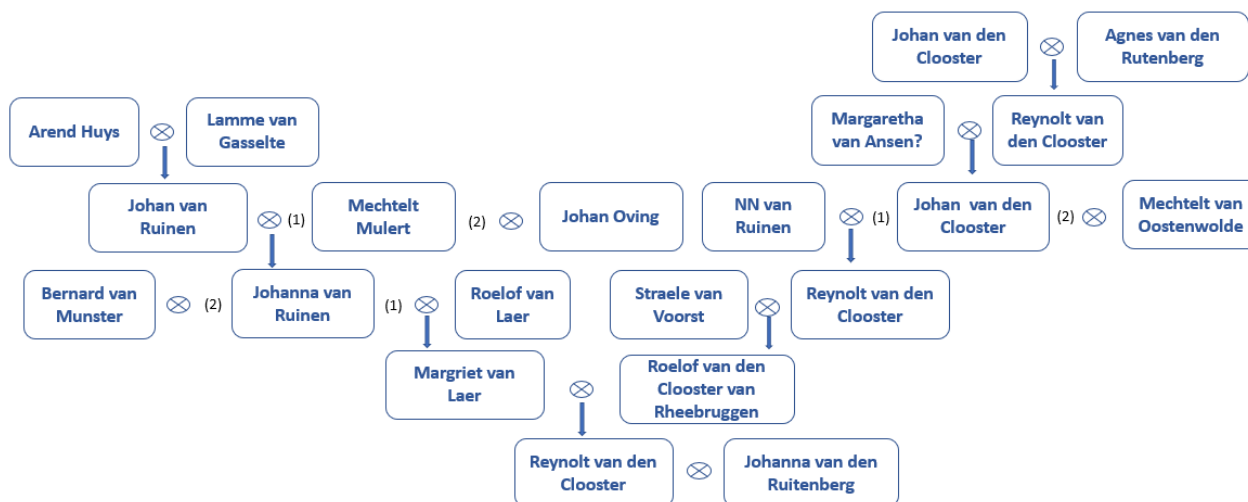 Johan van den
Clooster
Agnes van den
Rutenberg
Arend Huys
Lamme van
Gasselte
Margaretha
van Ansen?
Reynolt van
den Clooster
Johan van
Ruinen
(1)
Mechtelt
Mulert
(2)
Johan Oving
NN van
Ruinen
(1)
Johan van den
Clooster
(2)
Mechtelt van
Oostenwolde
Bernard van
Munster
(2)
Johanna van
Ruinen
(1)
Roelof van
Laer
Straele van
Voorst
Reynolt van den
Clooster
Margriet van
Laer
Roelof van den
Clooster van
Rheebruggen
Reynolt van den
Clooster
Johanna van den
Ruitenberg